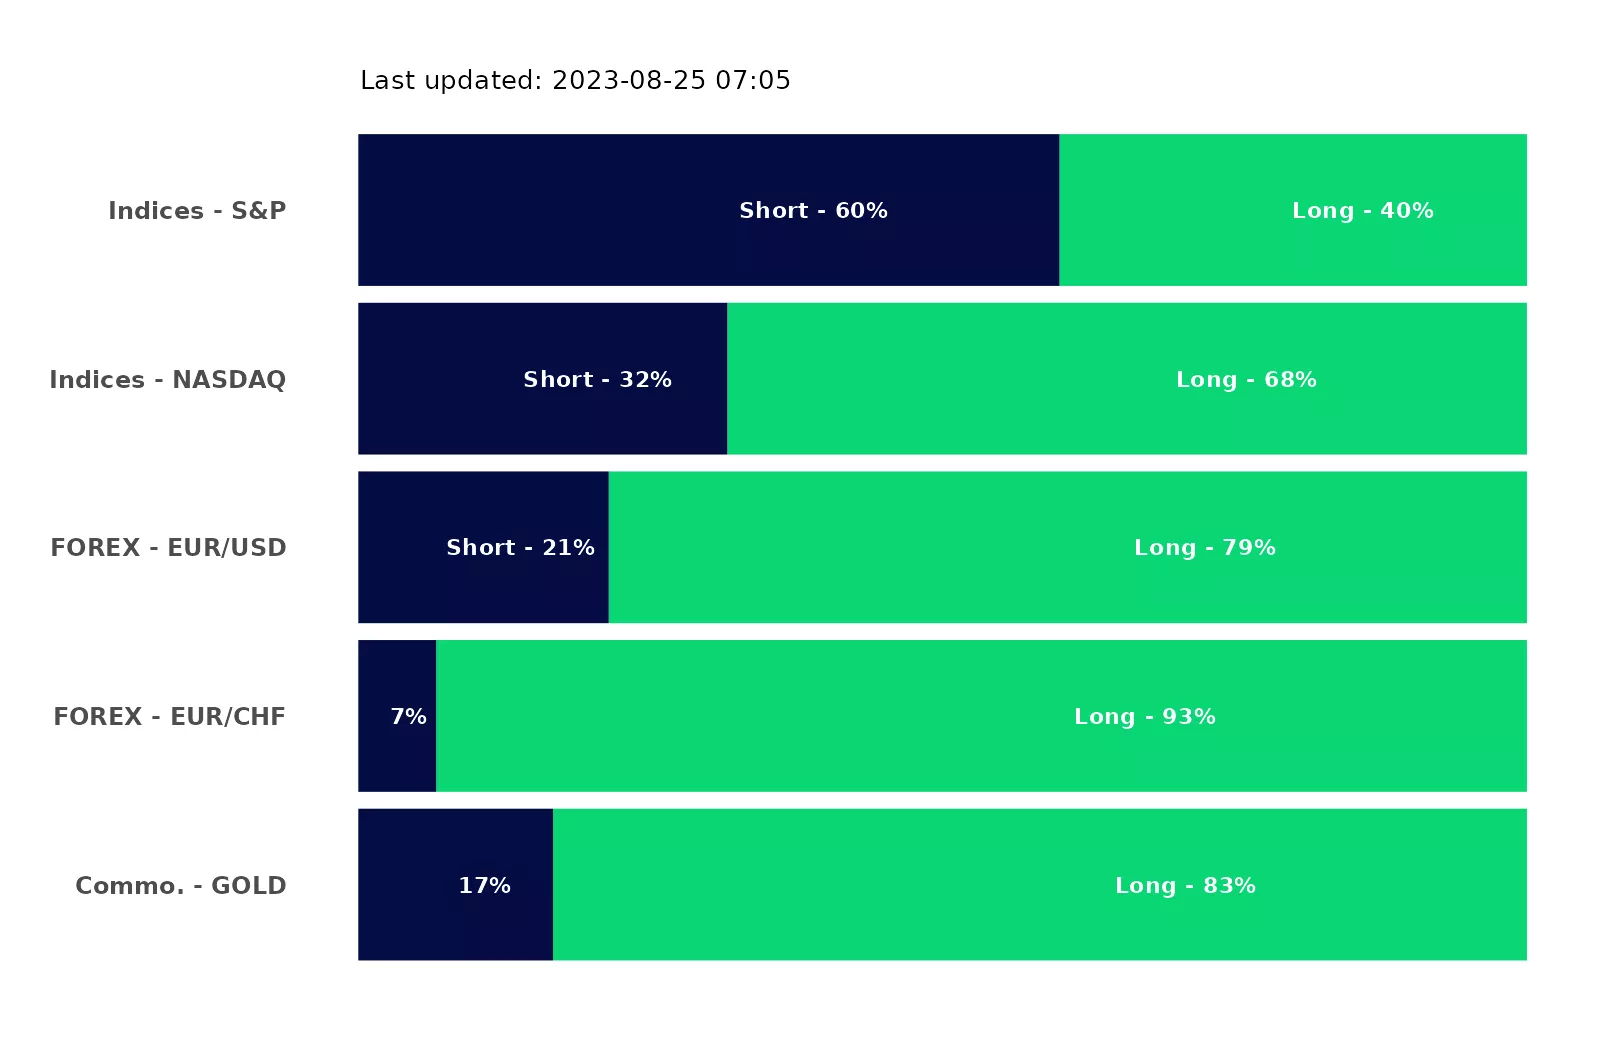 Last updated: 2023-08-25 07:05
Indices - S&P Short - 60% Long - 40%
Indices - NASDAQ Short - 32% Long - 68%
FOREX - EUR/USD Short - 21% Long - 79%
FOREX - EUR/CHF 7% Long - 93%
Commo. - GOLD 17% Long - 83%